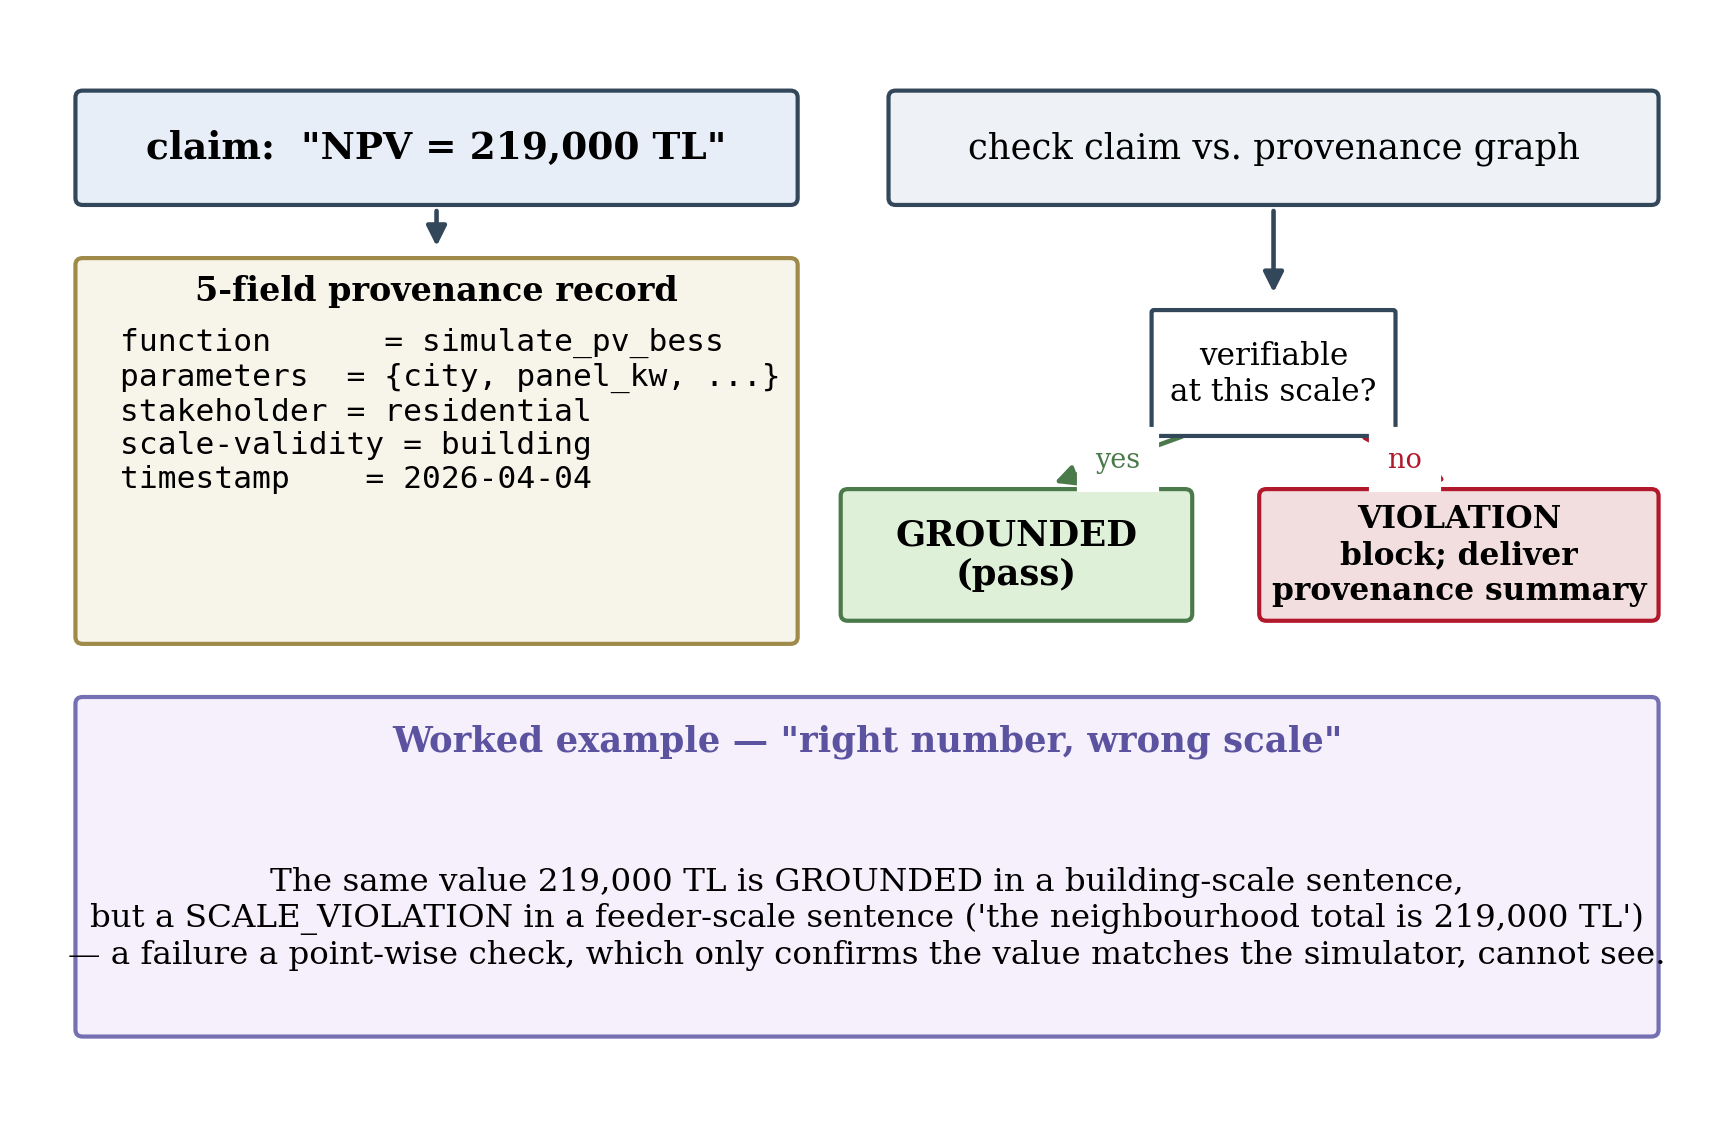 claim:  "NPV = 219,000 TL"
5-field provenance record
function      = simulate_pv_bess
parameters  = {city, panel_kw, ...}
stakeholder = residential
scale-validity = building
timestamp    = 2026-04-04
check claim vs. provenance graph
verifiable
at this scale?
yes
no
GROUNDED
(pass)
VIOLATION
block; deliver
provenance summary
Worked example — "right number, wrong scale"
The same value 219,000 TL is GROUNDED in a building-scale sentence,
but a SCALE_VIOLATION in a feeder-scale sentence ('the neighbourhood total is 219,000 TL')
— a failure a point-wise check, which only confirms the value matches the simulator, cannot see.